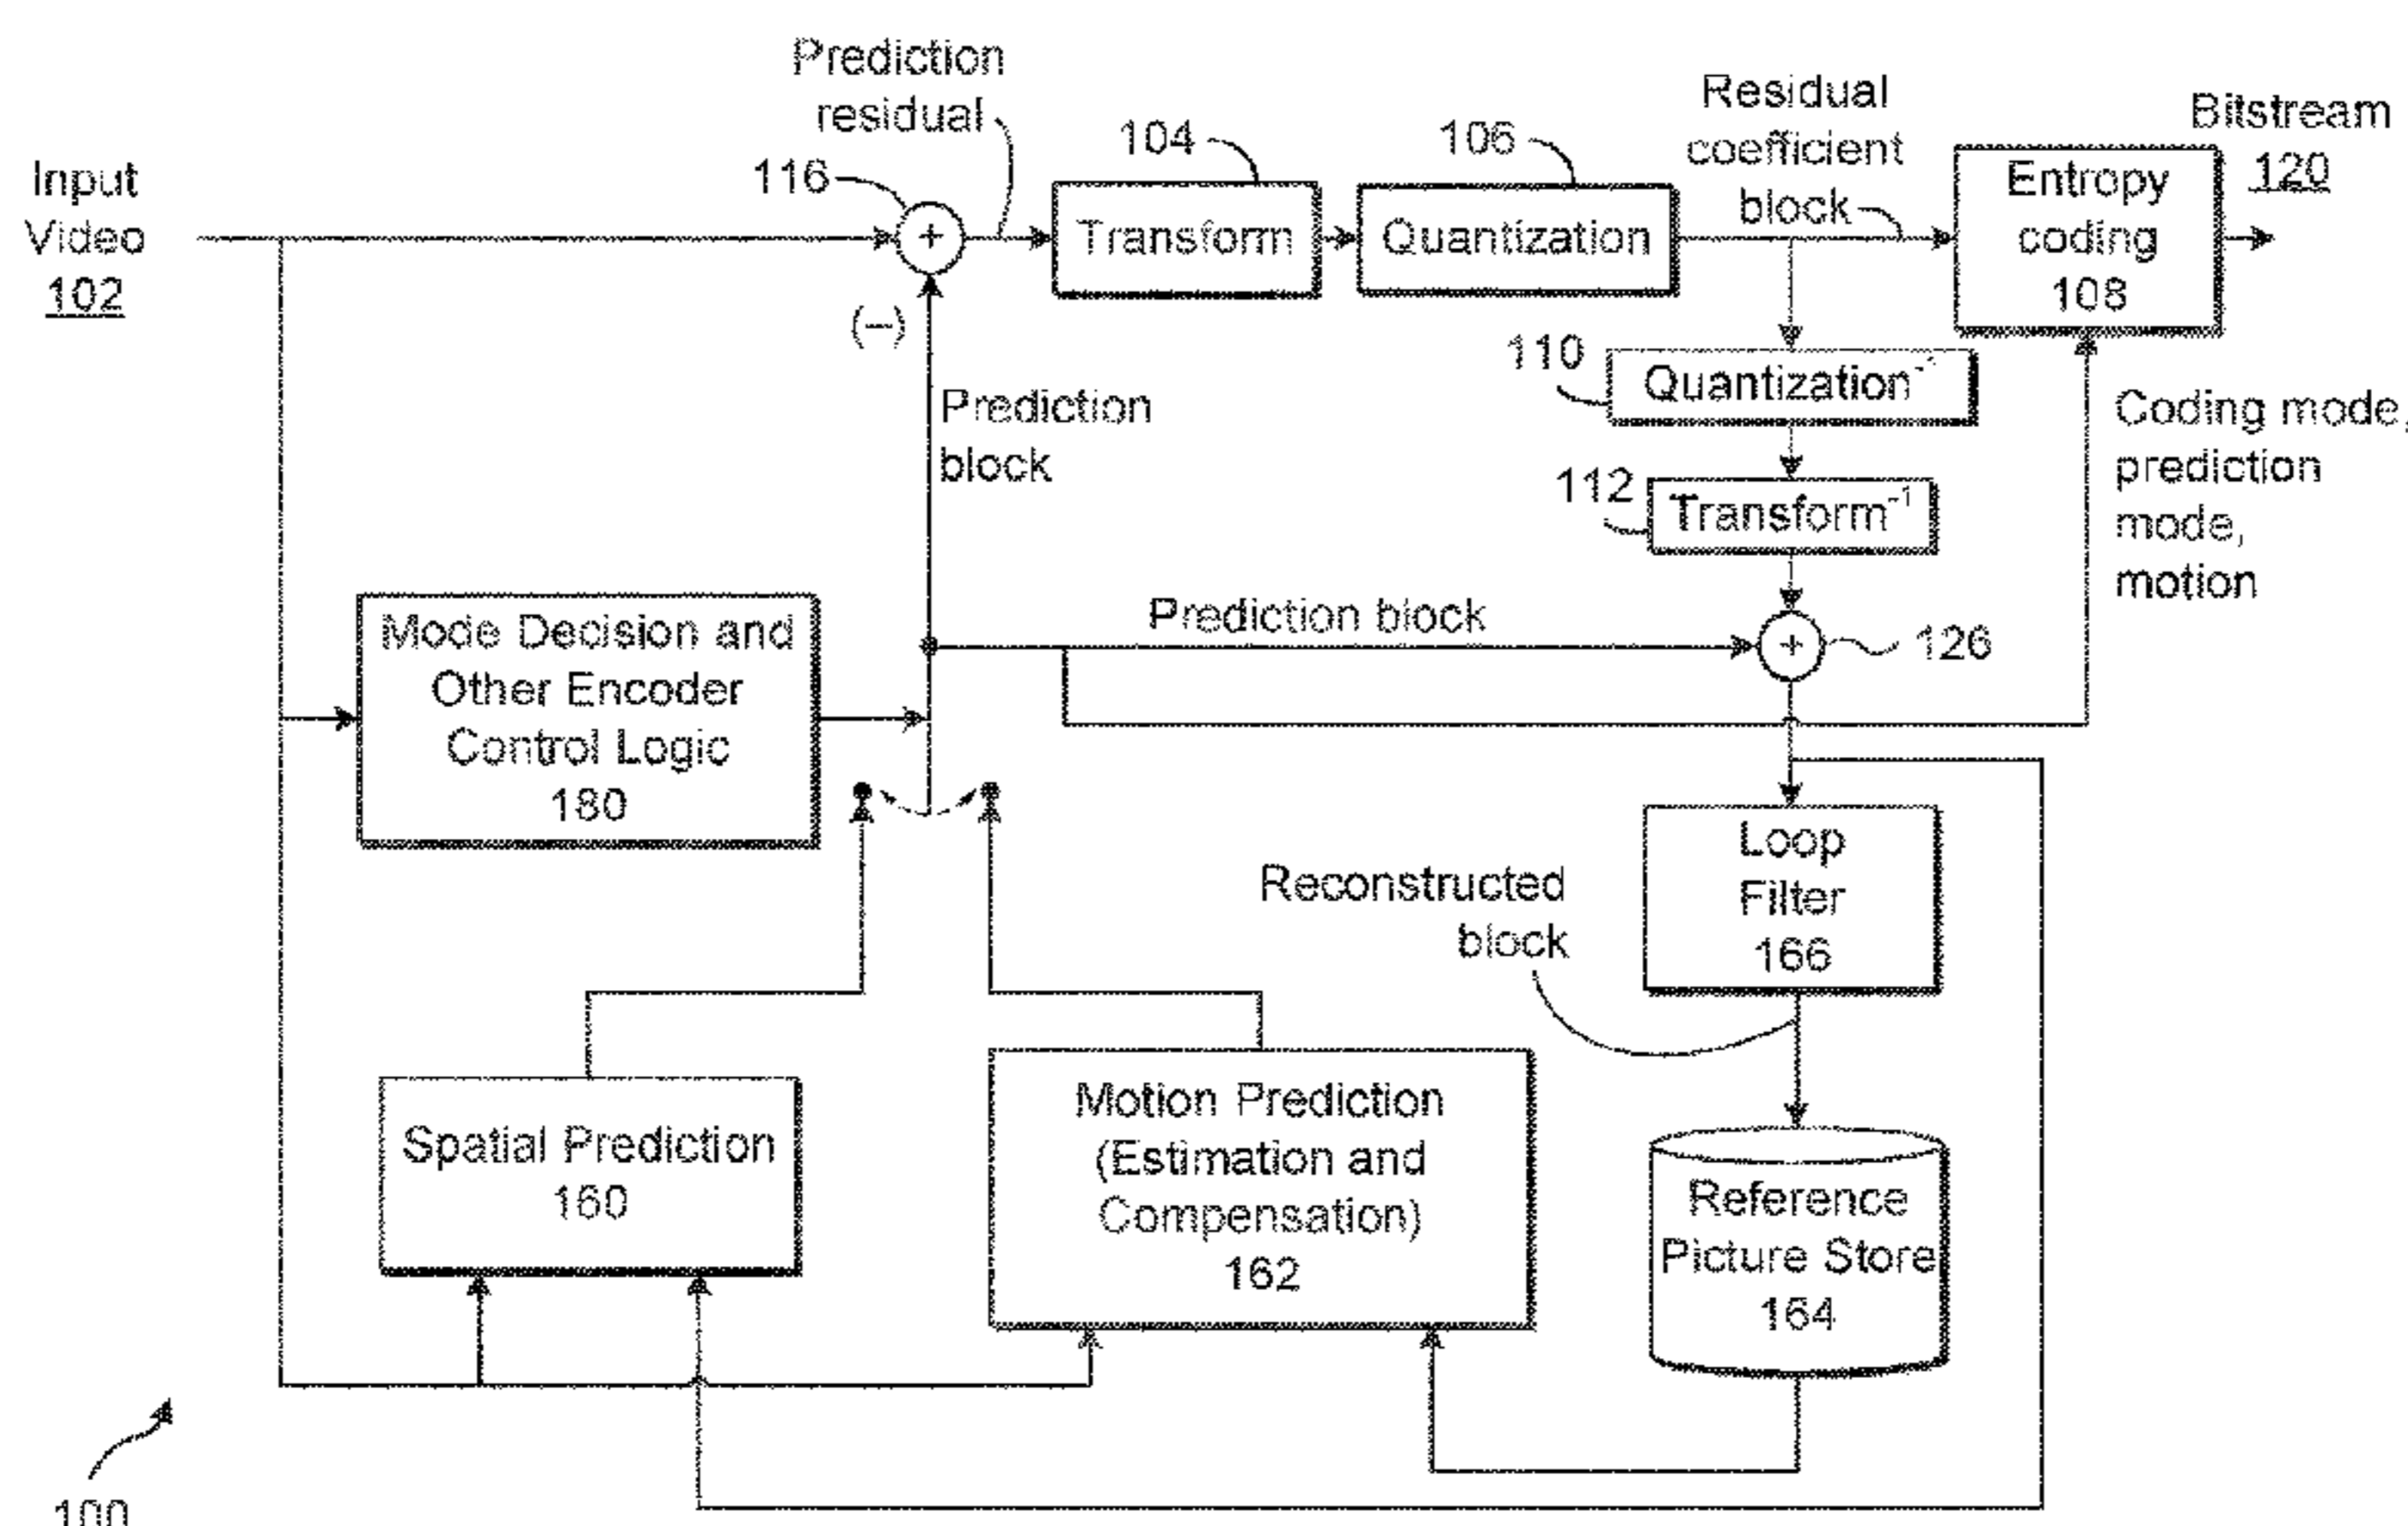 Prediction
residual
Input
Video
102
116
(–)
104
Transform
106
Quantization
Residual
coefficient
block
Entropy
coding
108
Bitstream
120
110
Quantization⁻¹
112
Transform⁻¹
Coding mode,
prediction
mode,
motion
Prediction
block
Prediction block
126
Mode Decision and
Other Encoder
Control Logic
180
Loop
Filter
166
Reconstructed
block
Spatial Prediction
160
Motion Prediction
(Estimation and
Compensation)
162
Reference
Picture Store
164
100